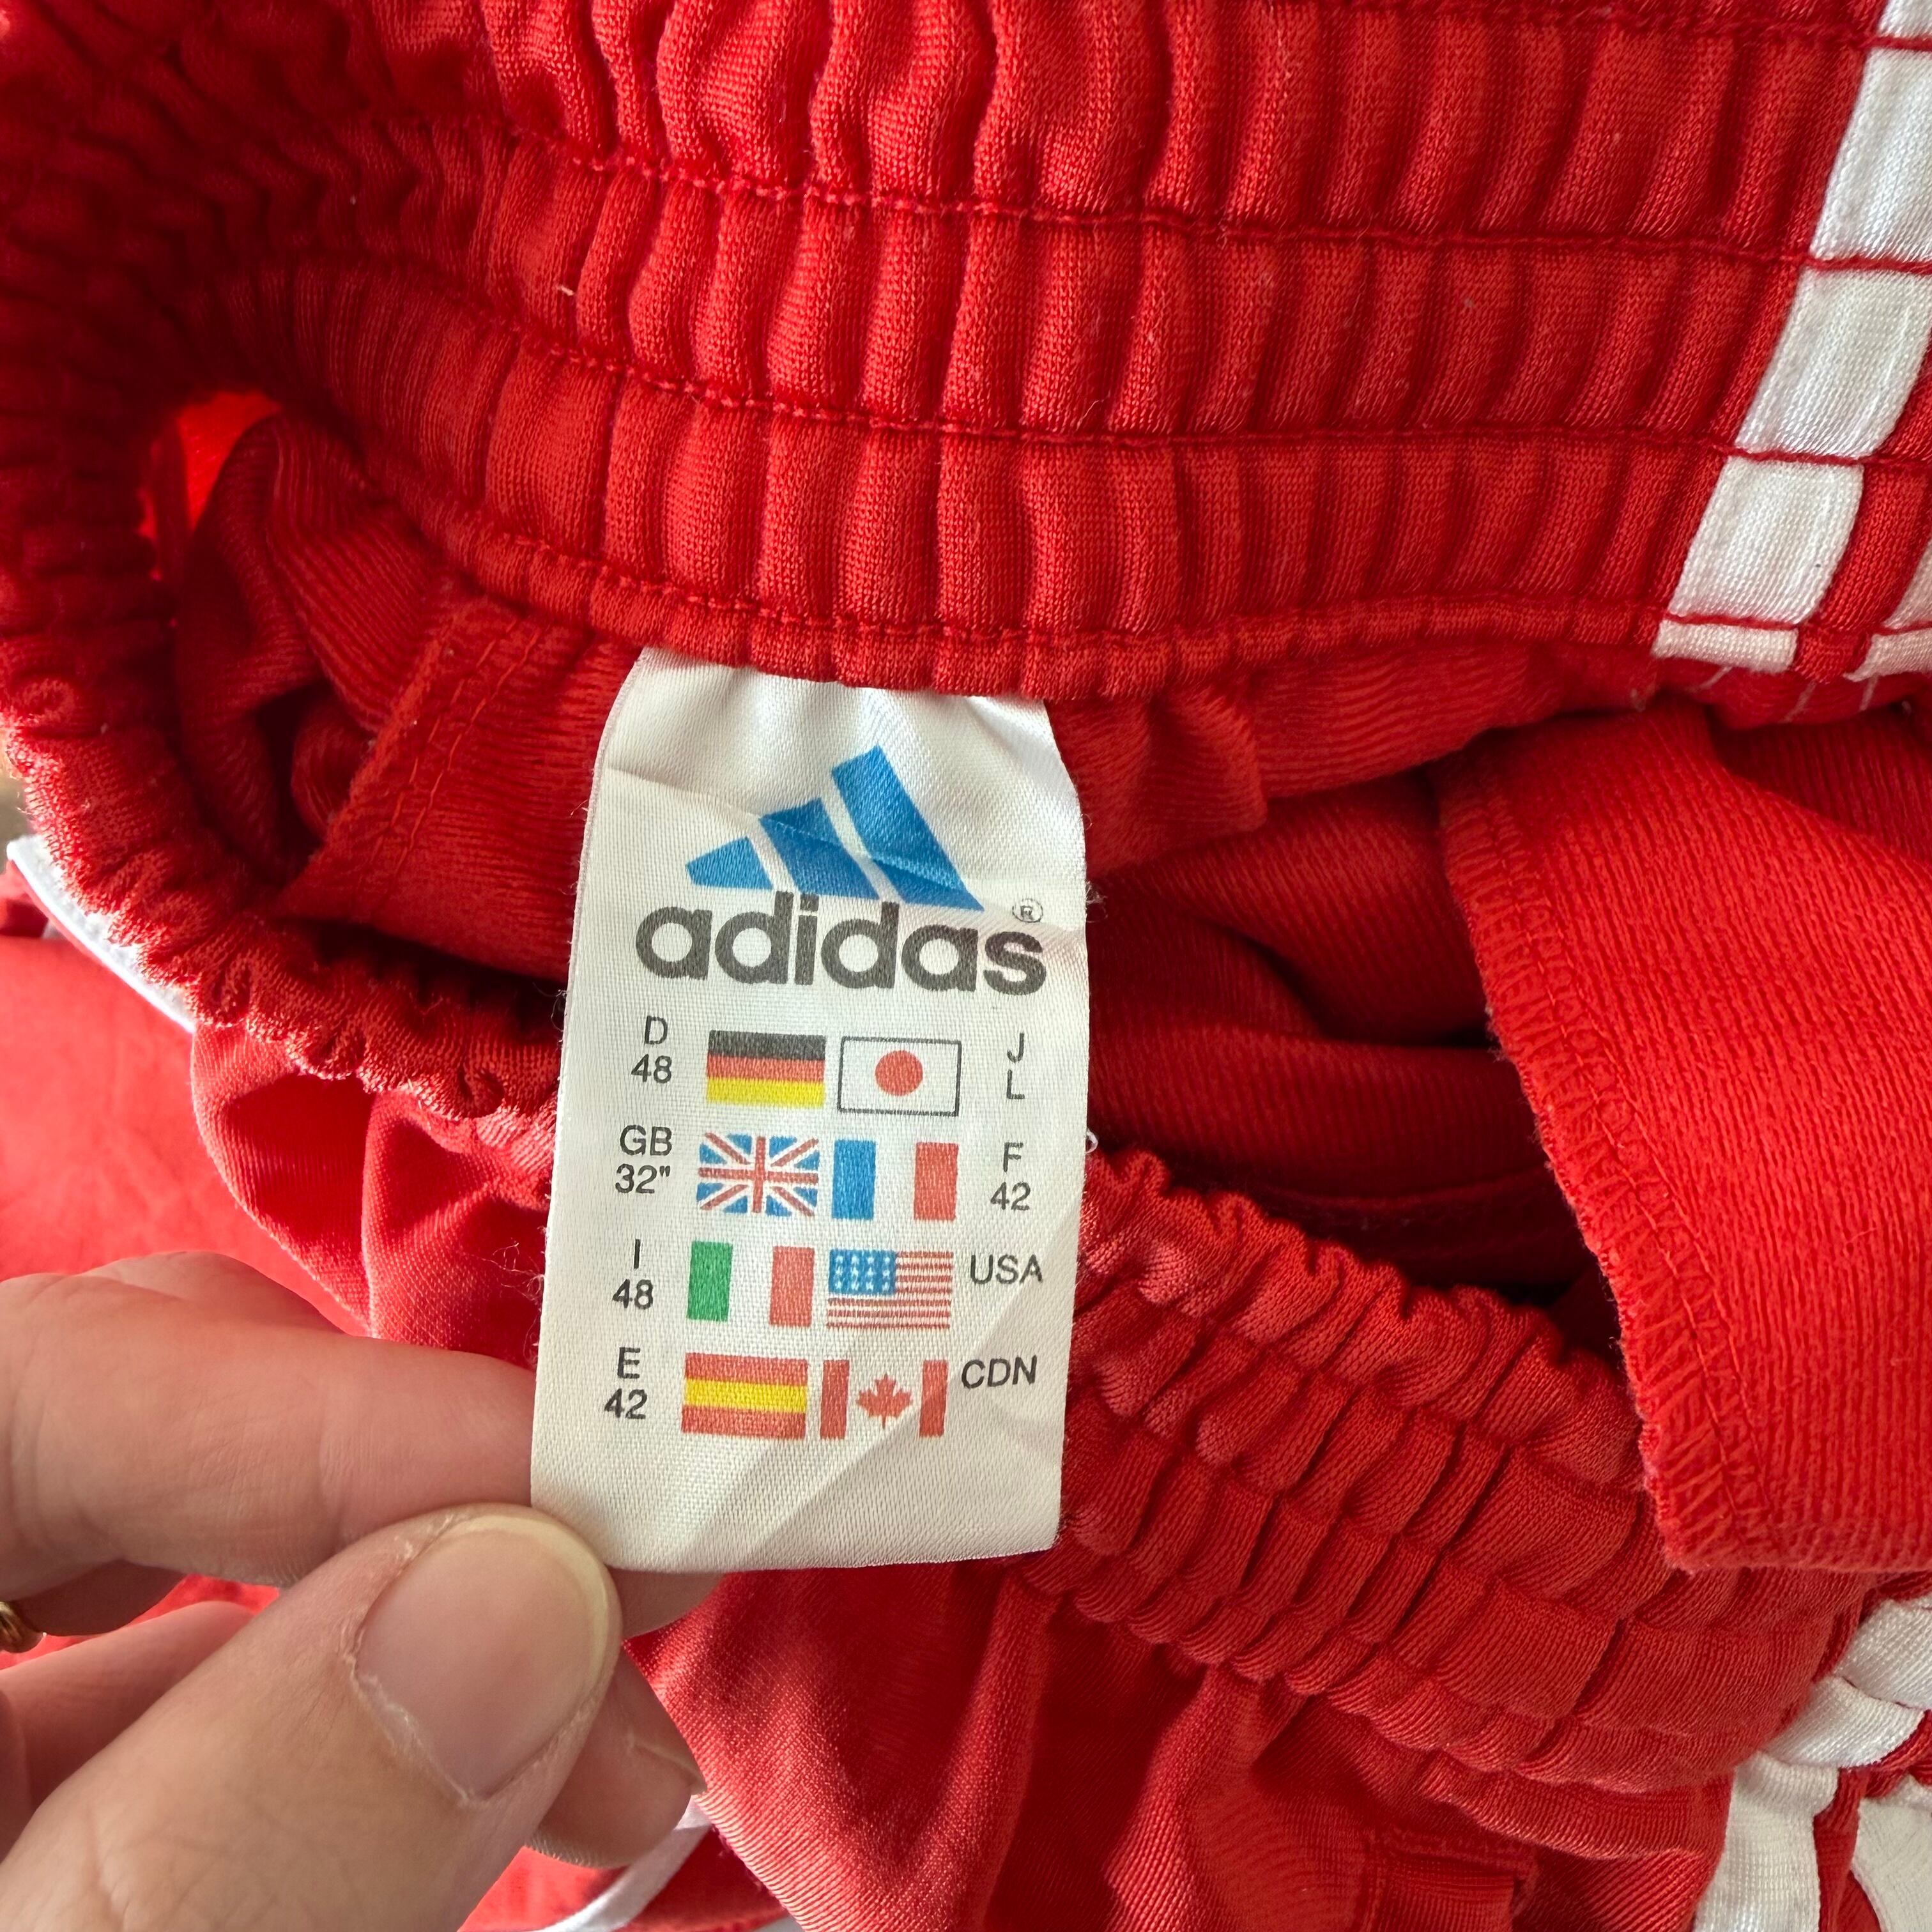 adidas ®
D 48 J L
GB 32" F 42
I 48 USA
E 42 CDN